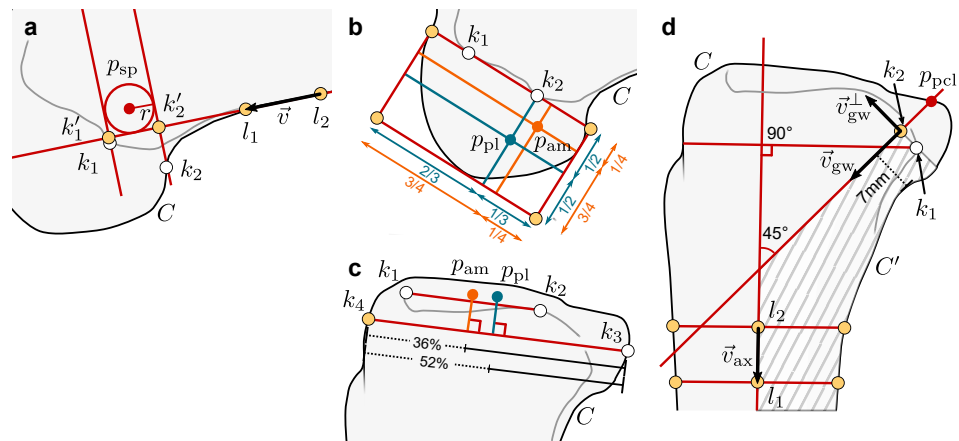 a
p_sp
r
k'_1
k'_2
k_1
k_2
l_1
l_2
v⃗
C
b
k_1
k_2
C
p_pl
p_am
2/3
3/4
1/3
1/4
1/2
1/4
1/2
3/4
c
k_1
p_am
p_pl
k_2
k_4
k_3
36%
52%
C
d
C
k_2
p_pcl
v⃗_gw^⊥
90°
v⃗_gw
7mm
k_1
45°
C'
l_2
v⃗_ax
l_1